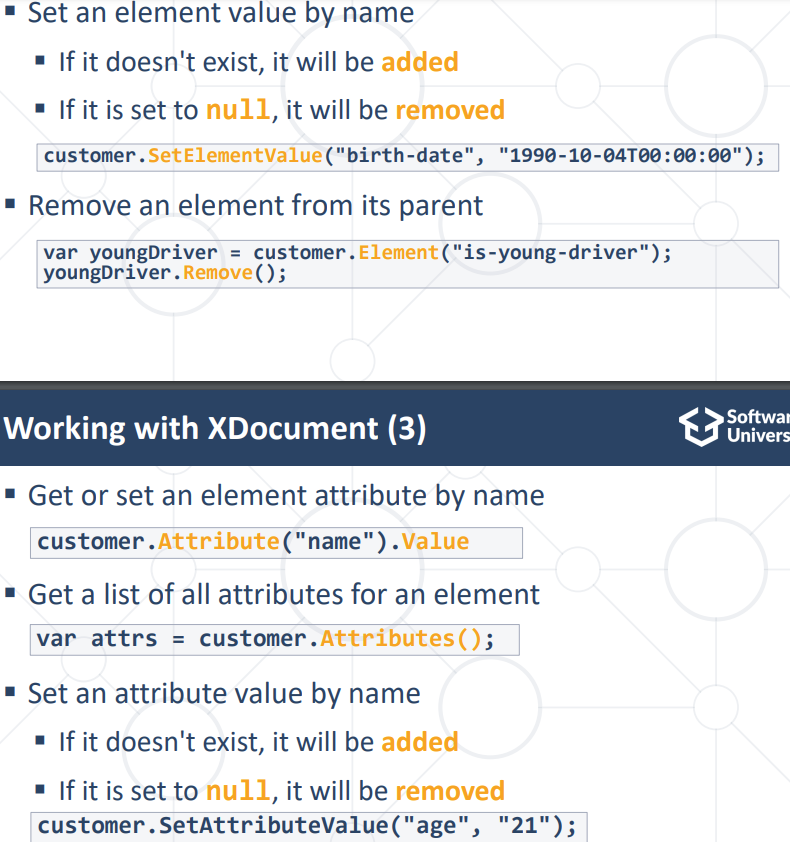 ▪ Set an element value by name
▪ If it doesn't exist, it will be added
▪ If it is set to null, it will be removed
customer.SetElementValue("birth-date", "1990-10-04T00:00:00");
▪ Remove an element from its parent
var youngDriver = customer.Element("is-young-driver");
youngDriver.Remove();
Working with XDocument (3)
Softwar
Univers
▪ Get or set an element attribute by name
customer.Attribute("name").Value
▪ Get a list of all attributes for an element
var attrs = customer.Attributes();
▪ Set an attribute value by name
▪ If it doesn't exist, it will be added
▪ If it is set to null, it will be removed
customer.SetAttributeValue("age", "21");